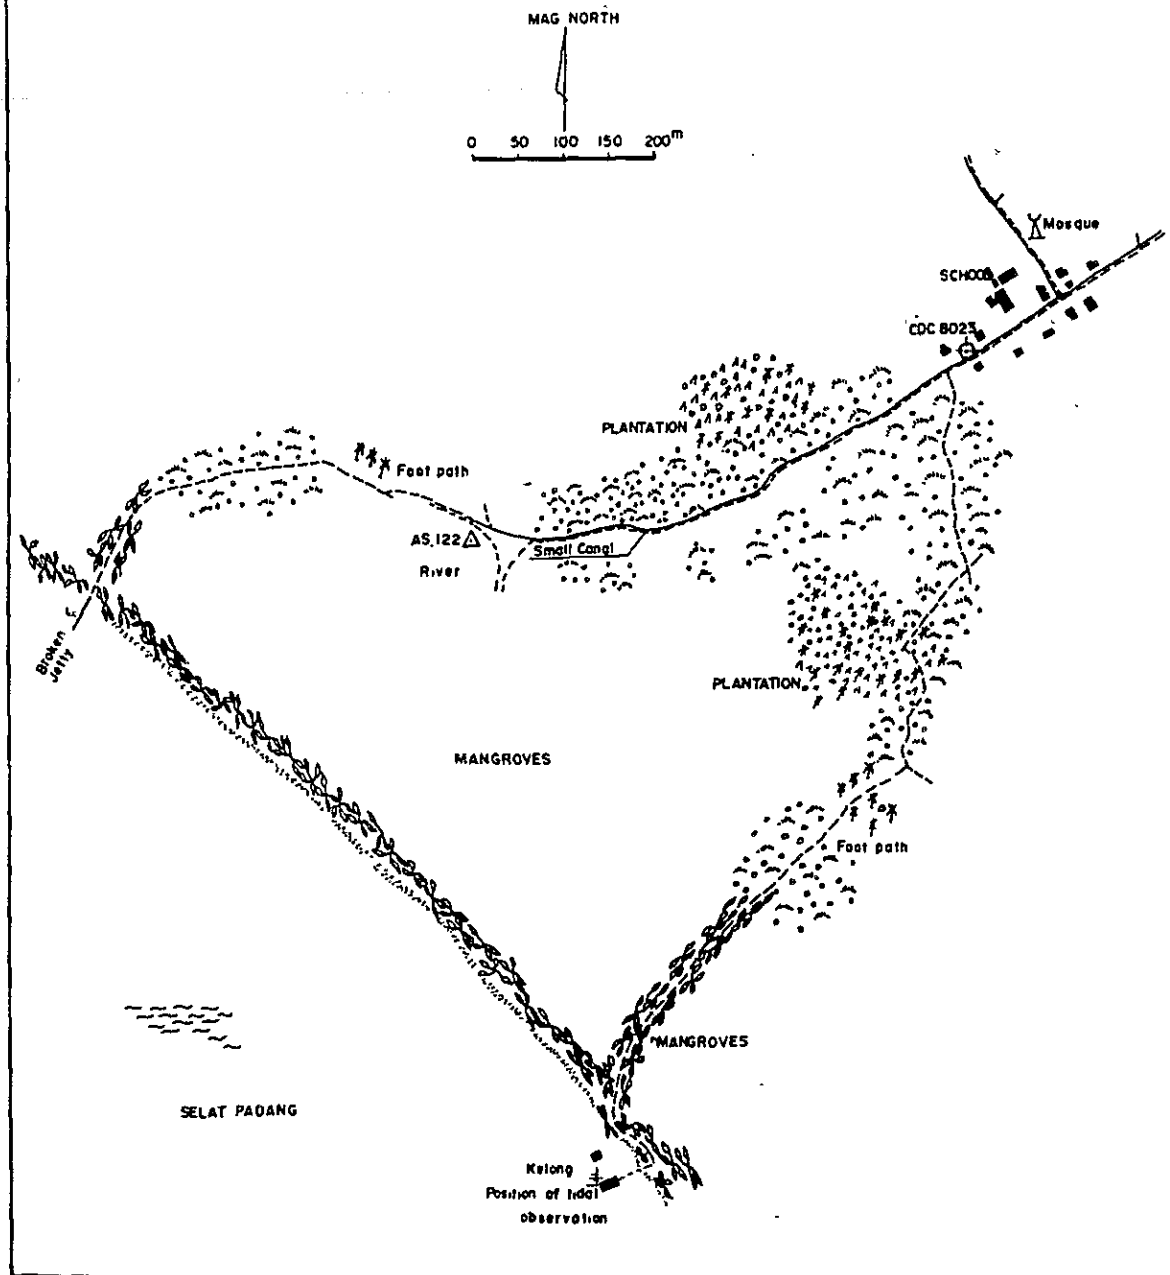 MAG NORTH
0 50 100 150 200m
Mosque
SCHOOL
CDC 8023
PLANTATION
Foot path
AS.122
Small Canal
River
Broken
Jetty
PLANTATION
MANGROVES
Foot path
MANGROVES
SELAT PADANG
Kelong
Position of tidal
observation